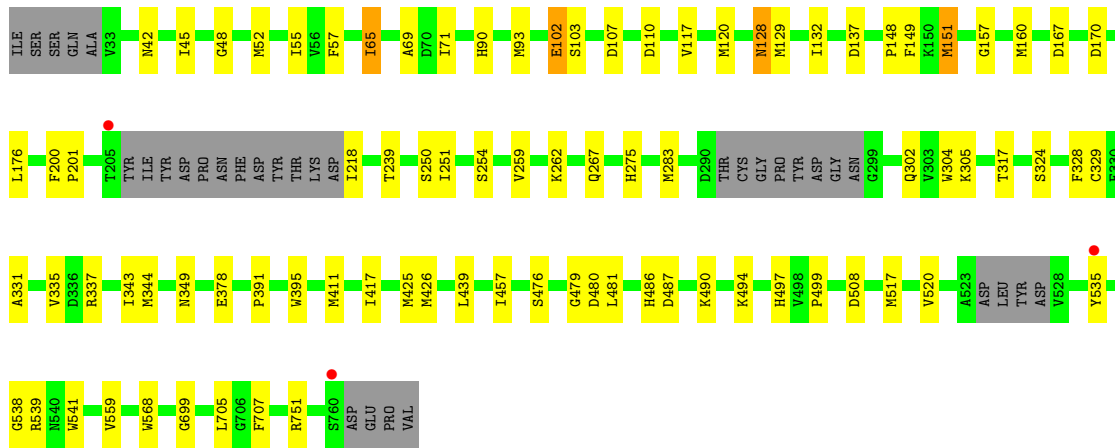 ILE SER SER GLN ALA V33 N42 I45 G48 M52 I55 V56 F57 I65 A69 D70 I71 H90 M93 E102 S103 D107 D110 V117 M120 N128 M129 I132 D137 P148 F149 K150 M151 G157 M160 D167 D170
L176 F200 P201 T205 TYR ILE TYR ASP PRO ASN PHE ASP TYR THR LYS ASP I218 T239 S250 I251 S254 V259 K262 Q267 H275 M283 D290 THR CYS GLY PRO TYR ASP GLY ASN G299 Q302 V303 W304 K305 T317 S324 F328 C329 E330
A331 V335 D336 R337 I343 N344 N349 E378 P391 W395 M411 I417 M425 M426 L439 I457 S476 G479 D480 L481 H486 D487 K490 K494 H497 V498 P499 D508 M517 V520 A523 ASP LEU TYR ASP V528 Y535
G538 R539 N540 W541 V559 W568 G699 L705 G706 F707 R751 S760 ASP GLU PRO VAL